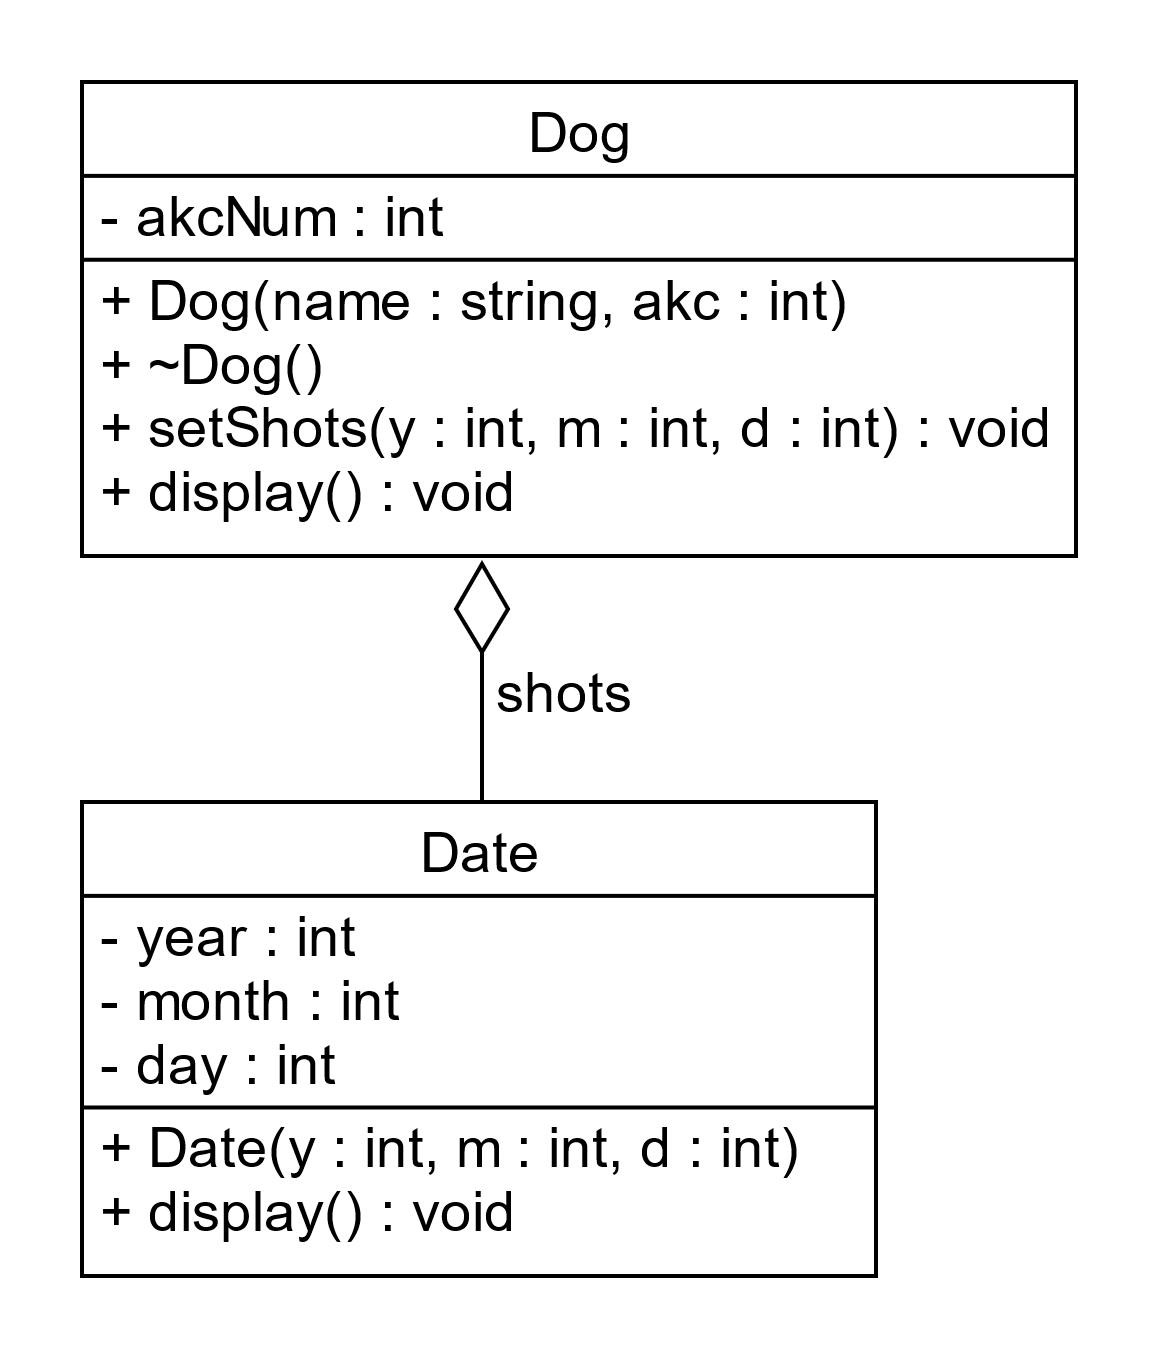 Dog
- akcNum : int
+ Dog(name : string, akc : int)
+ ~Dog()
+ setShots(y : int, m : int, d : int) : void
+ display() : void
shots
Date
- year : int
- month : int
- day : int
+ Date(y : int, m : int, d : int)
+ display() : void